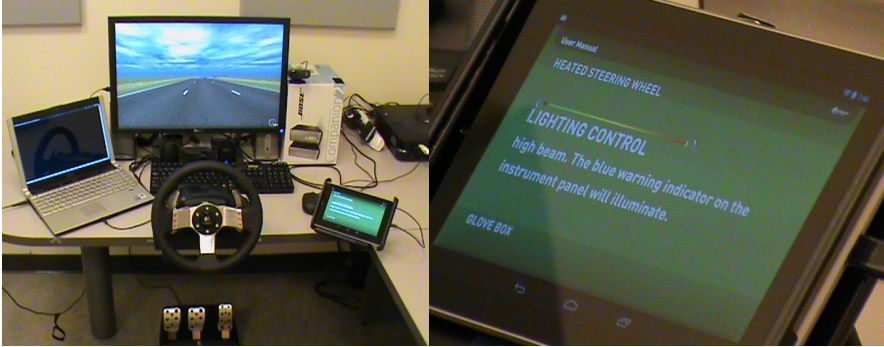 BOSE
companion 2
User Manual
HEATED STEERING WHEEL
LIGHTING CONTROL
high beam. The blue warning indicator on the
instrument panel will illuminate.
GLOVE BOX